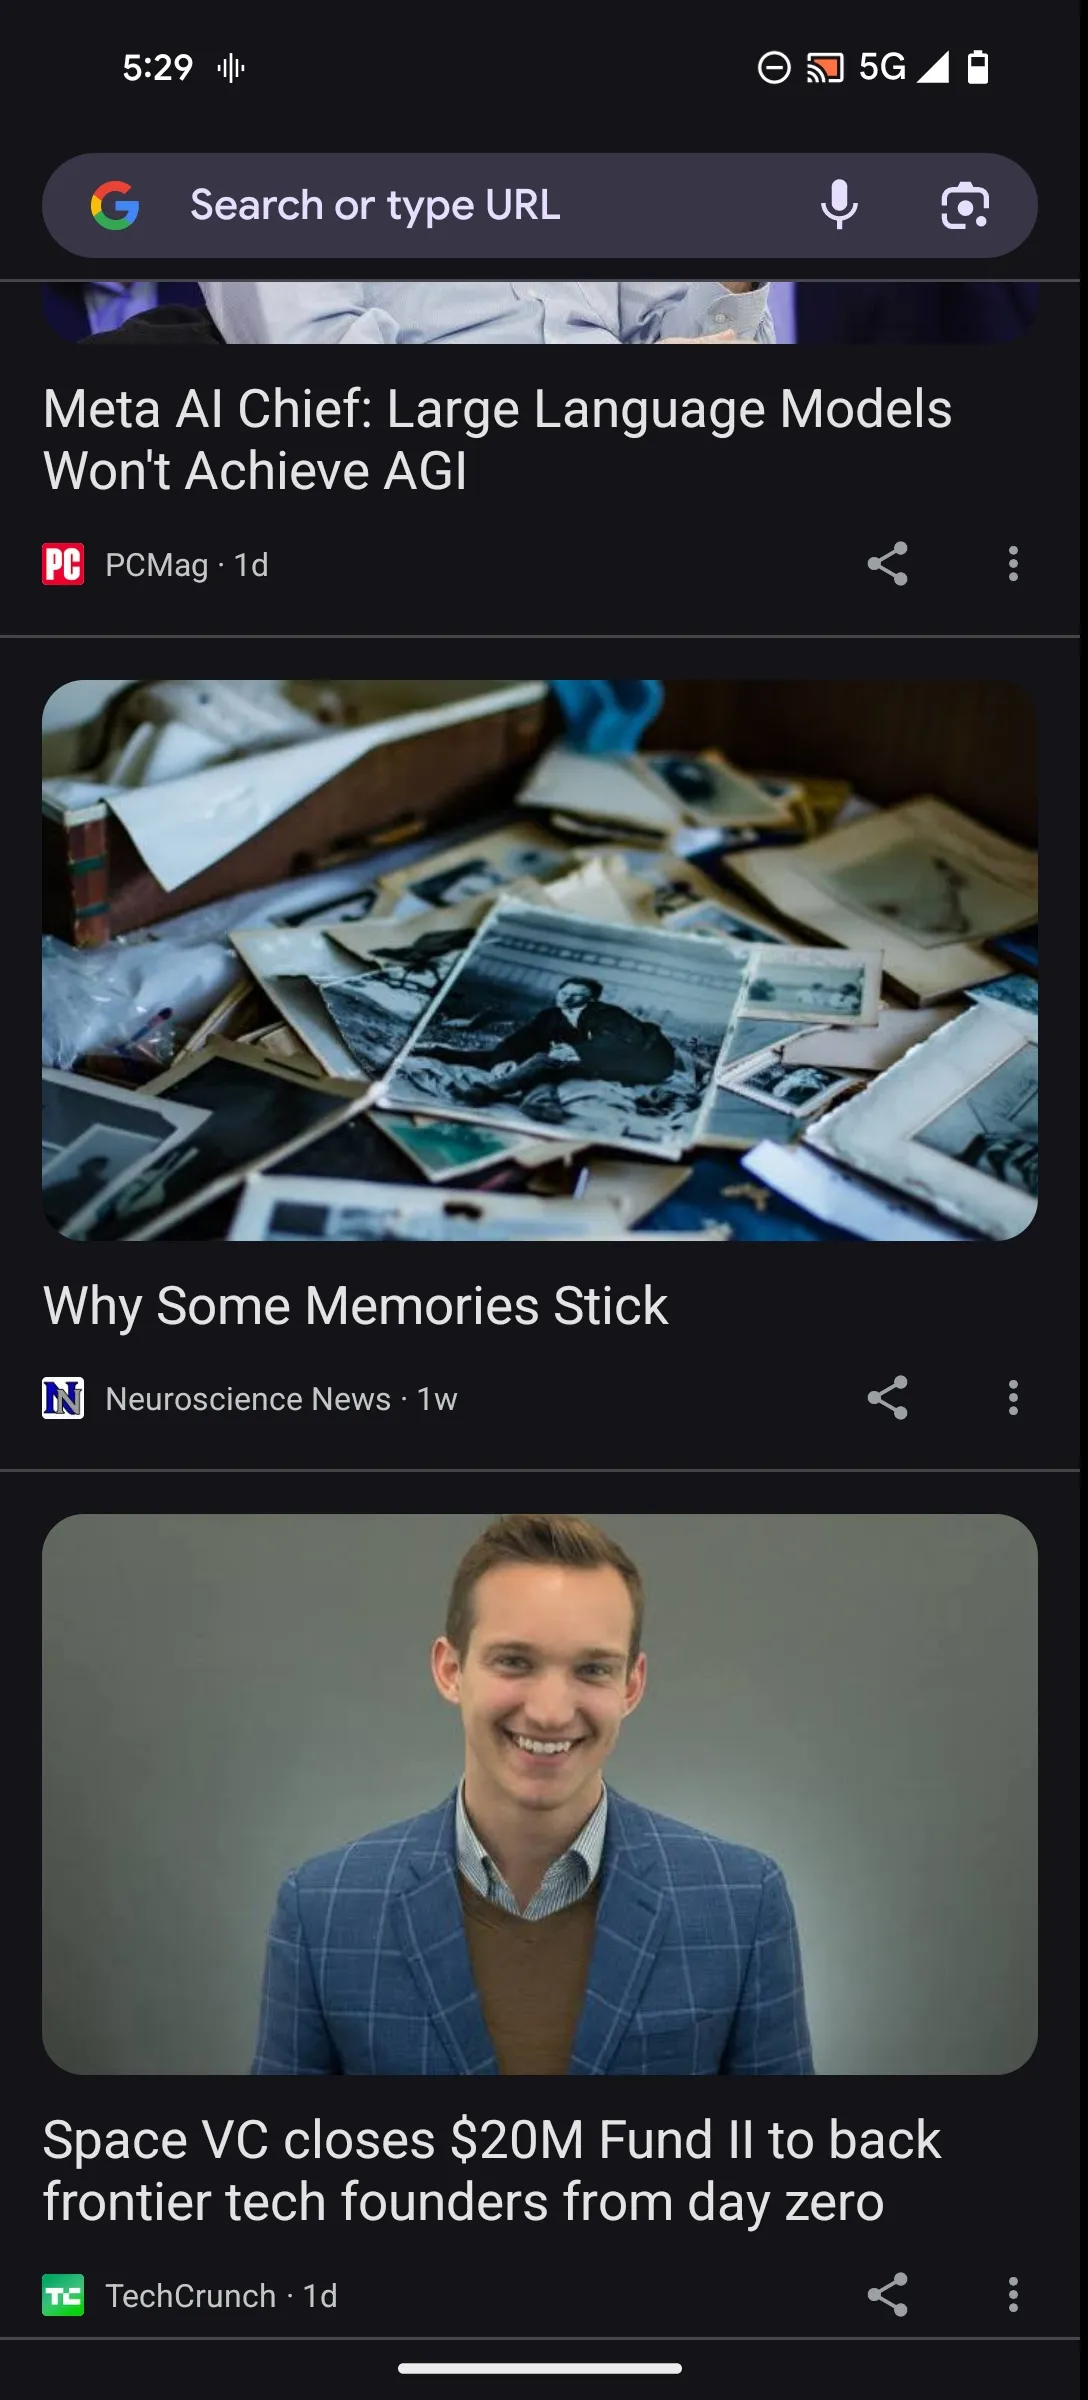 5:29 5G
Search or type URL
Meta AI Chief: Large Language Models
Won't Achieve AGI
PC PCMag · 1d
Why Some Memories Stick
NN Neuroscience News · 1w
Space VC closes $20M Fund II to back
frontier tech founders from day zero
TC TechCrunch · 1d